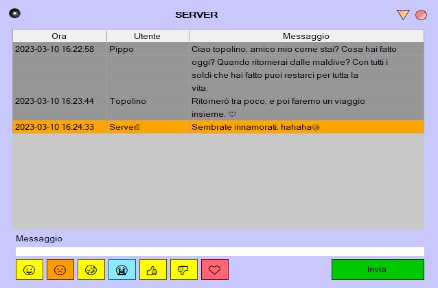 SERVER
Ora Utente Messaggio
2023-03-10 16:22:58 Pippo Ciao topolino, amico mio come stai? Cosa hai fatto
oggi? Quando ritornerai dalle maldive? Con tutti i
soldi che hai fatto puoi restarci per tutta la
vita.
2023-03-10 16:23:44 Topolino Ritornerò tra poco, e poi faremo un viaggio
insieme. ♡
2023-03-10 16:24:33 Server Sembrate innamorati. hahaha
Messaggio
Invia